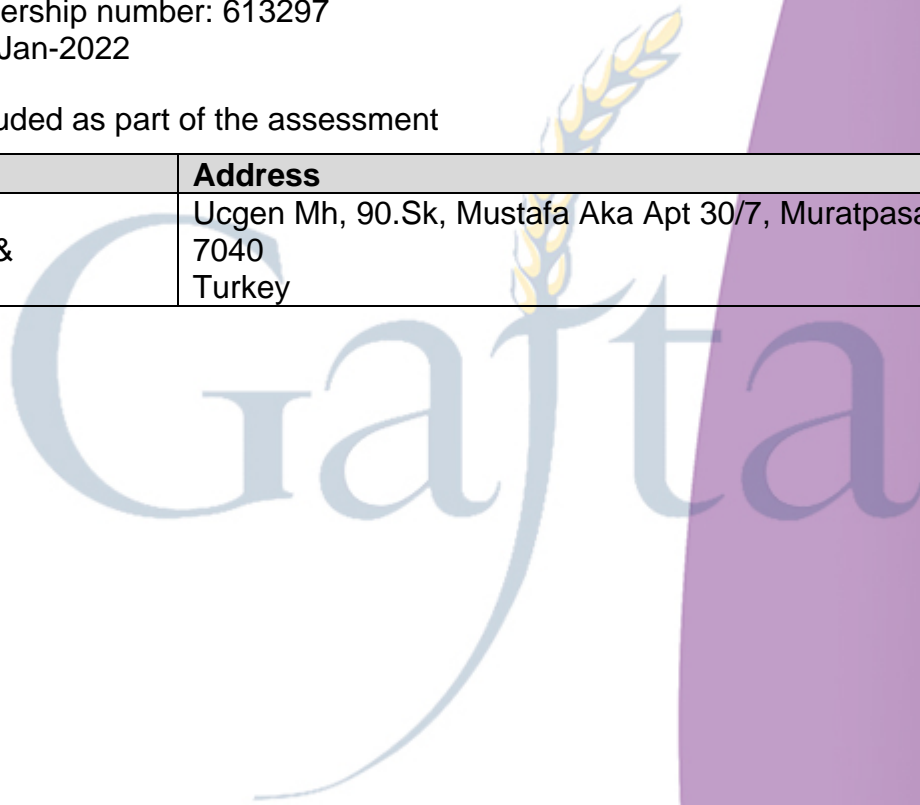 ership number: 613297
Jan-2022
uded as part of the assessment
Address
Ucgen Mh, 90.Sk, Mustafa Aka Apt 30/7, Muratpasa
&
7040
Turkey
Gafta